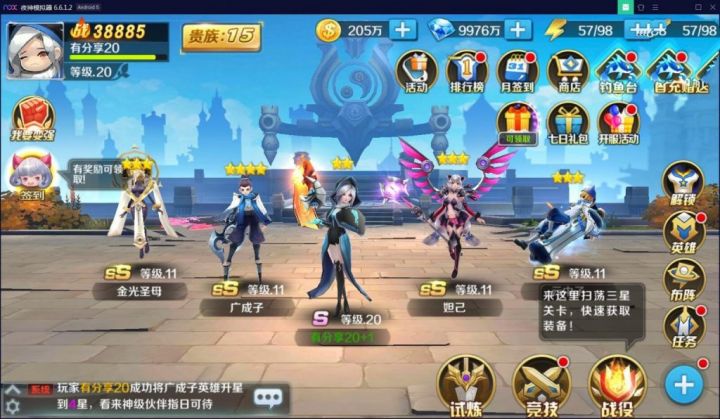 nox 夜神模拟器 6.6.1.2 Android 5
战 38885
有分享20
等级.20
贵族：15
205万
9976万
57/98
57/98
活动
排行榜
月签到
商店
钓鱼台
我要变强
可领取
七日礼包
开服活动
签到
有奖励可领取！
解锁
英雄
布阵
任务
SS 等级.11
金光圣母
SS 等级.11
广成子
S 等级.20
有分享20+1
SS 等级.11
妲己
SS
来这里扫荡三星
关卡，快速获取
装备！
系统 玩家有分享20成功将广成子英雄升星
到4星，看来神级伙伴指日可待
试炼
竞技
战役